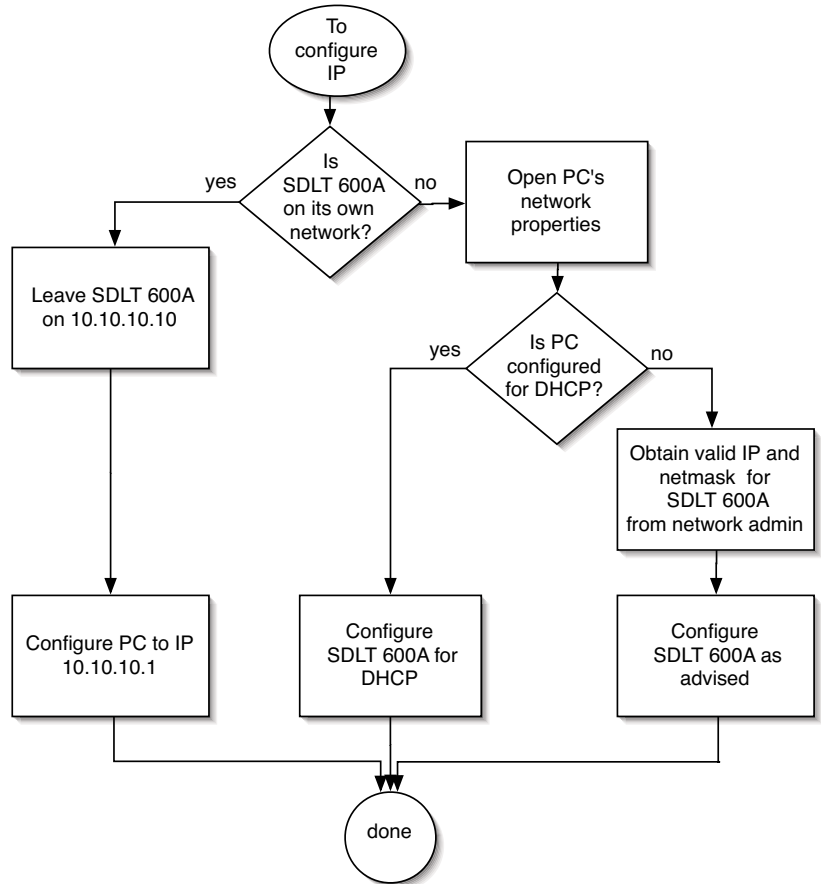 To
configure
IP
Is
SDLT 600A
on its own
network?
yes
no
Open PC's
network
properties
Leave SDLT 600A
on 10.10.10.10
Is PC
configured
for DHCP?
yes
no
Obtain valid IP and
netmask for
SDLT 600A
from network admin
Configure PC to IP
10.10.10.1
Configure
SDLT 600A for
DHCP
Configure
SDLT 600A as
advised
done